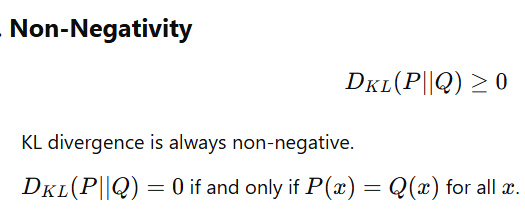 . Non-Negativity
D_{KL}(P||Q) ≥ 0
KL divergence is always non-negative.
D_{KL}(P||Q) = 0 if and only if P(x) = Q(x) for all x.